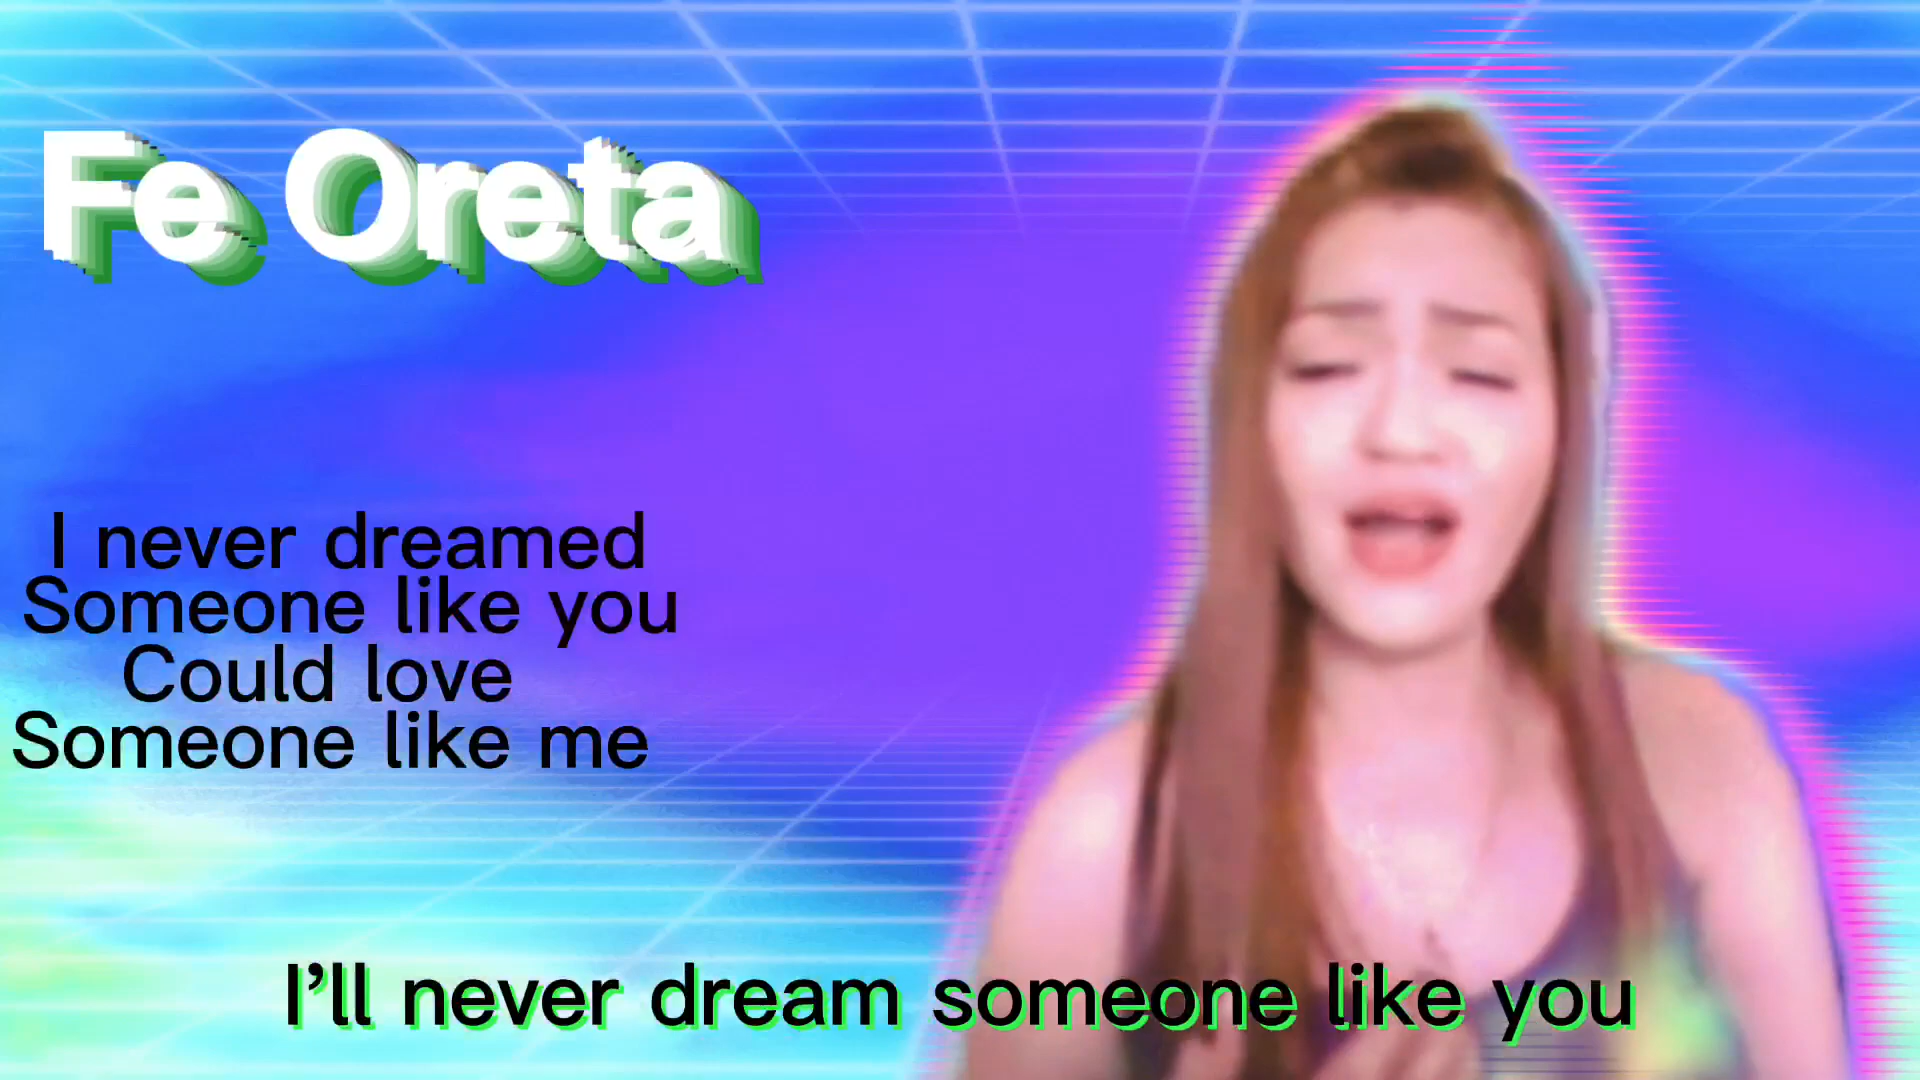 Fe Oreta
I never dreamed
Someone like you
Could love
Someone like me
I’ll never dream someone like you